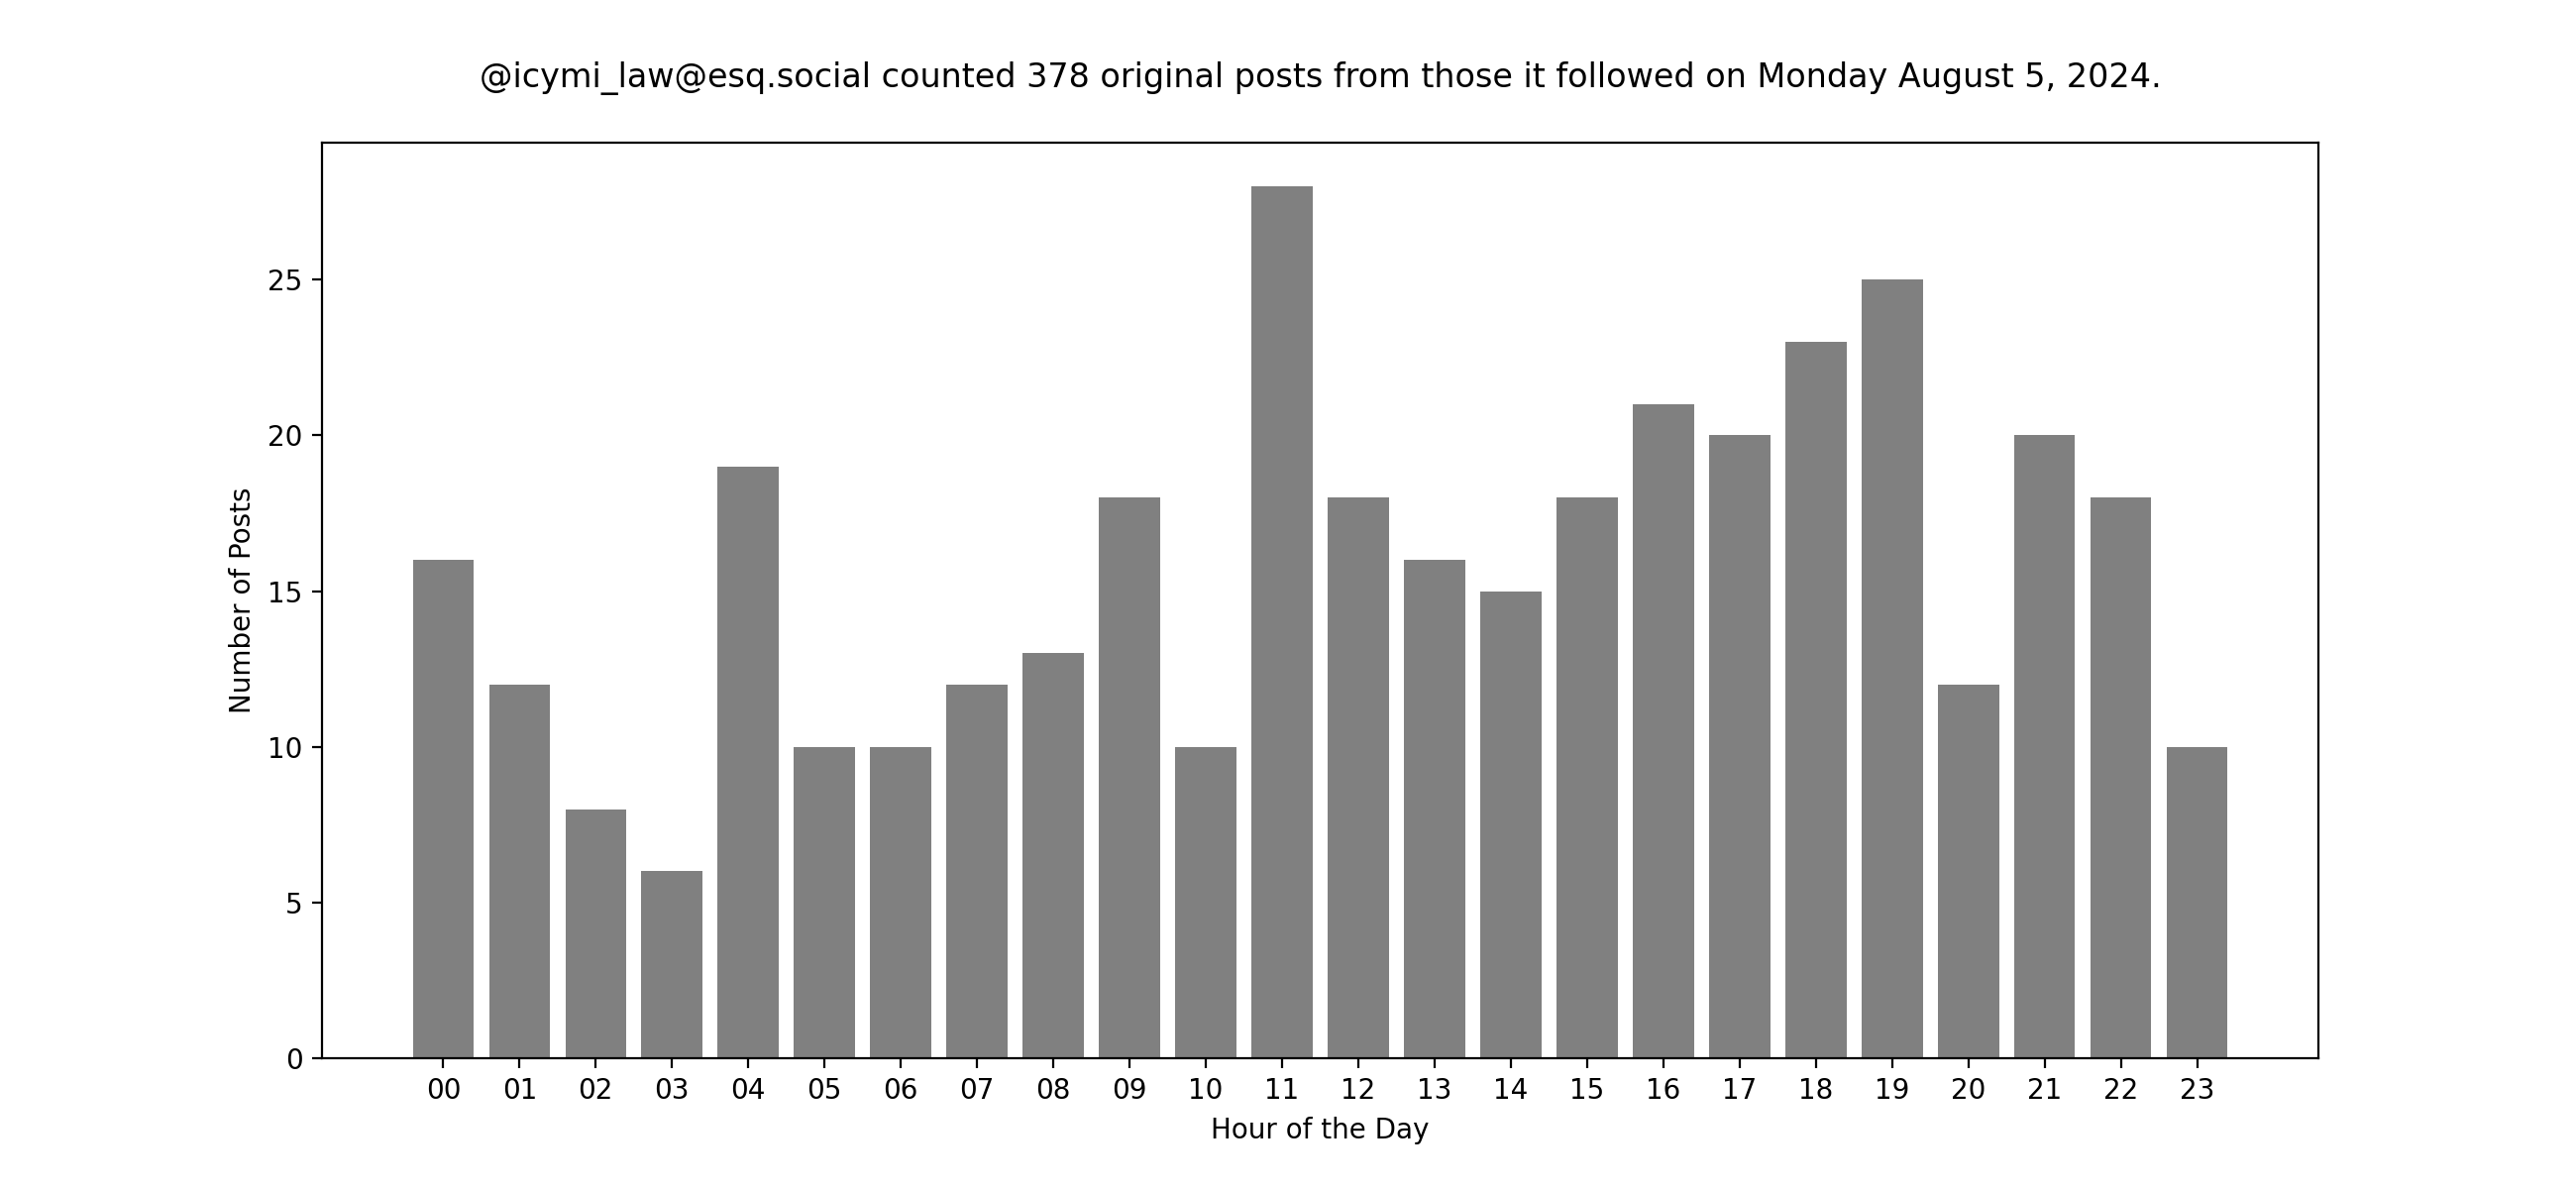 @icymi_law@esq.social counted 378 original posts from those it followed on Monday August 5, 2024.
Number of Posts
25
20
15
10
5
0
00 01 02 03 04 05 06 07 08 09 10 11 12 13 14 15 16 17 18 19 20 21 22 23
Hour of the Day